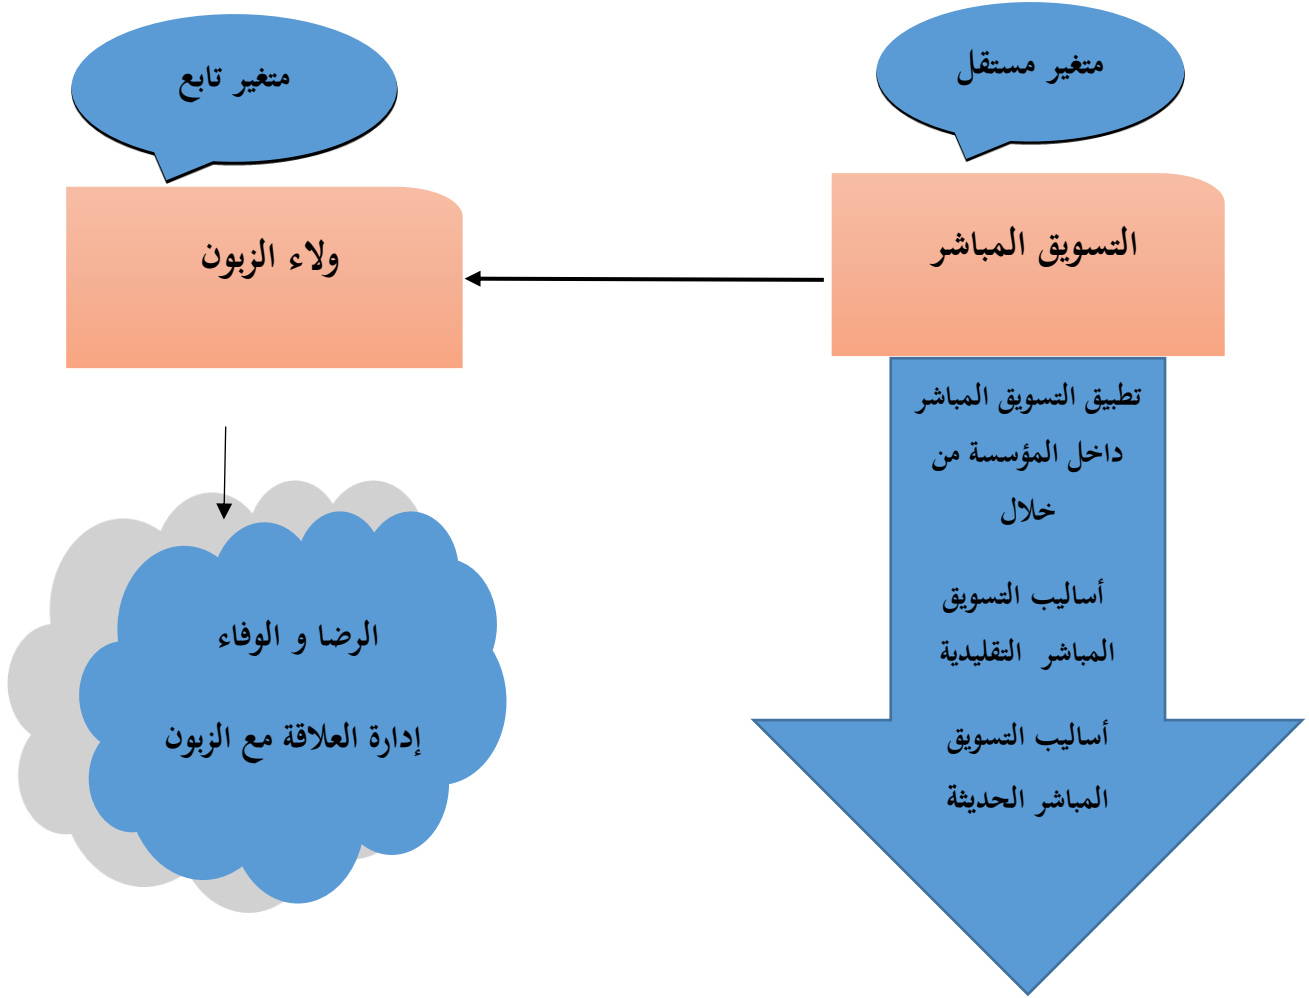 متغير مستقل
متغير تابع
التسويق المباشر
ولاء الزبون
تطبيق التسويق المباشر
داخل المؤسسة من
خلال
أساليب التسويق
المباشر التقليدية
أساليب التسويق
المباشر الحديثة
الرضا و الوفاء
إدارة العلاقة مع الزبون